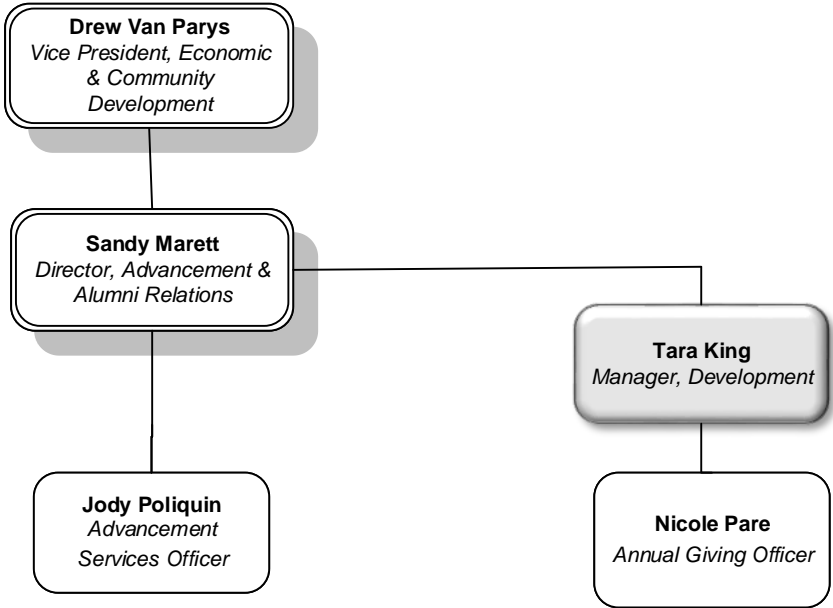 Drew Van Parys
Vice President, Economic
& Community
Development
Sandy Marett
Director, Advancement &
Alumni Relations
Tara King
Manager, Development
Jody Poliquin
Advancement
Services Officer
Nicole Pare
Annual Giving Officer